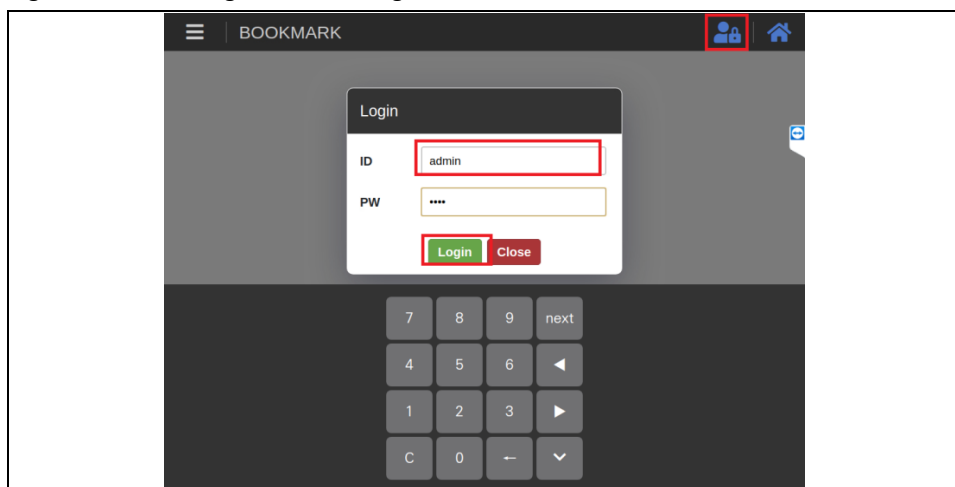 BOOKMARK
Login
ID admin
PW ••••
Login Close
7 8 9 next
4 5 6 ◀
1 2 3 ▶
C 0 ←